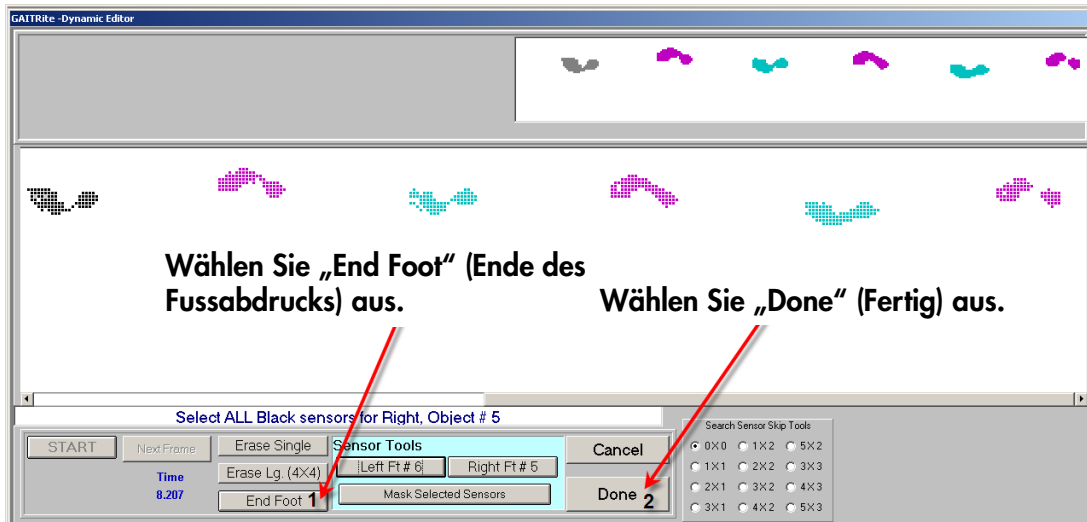 GAITRite -Dynamic Editor
Wählen Sie „End Foot“ (Ende des
Fussabdrucks) aus.
Wählen Sie „Done“ (Fertig) aus.
Select ALL Black sensors for Right, Object # 5
START
Next Frame
Time
8.207
Erase Single
Erase Lg. (4X4)
End Foot 1
Sensor Tools
Left Ft # 6
Right Ft # 5
Mask Selected Sensors
Cancel
Done 2
Search Sensor Skip Tools
0X0 1X2 5X2
1X1 2X2 3X3
2X1 3X2 4X3
3X1 4X2 5X3